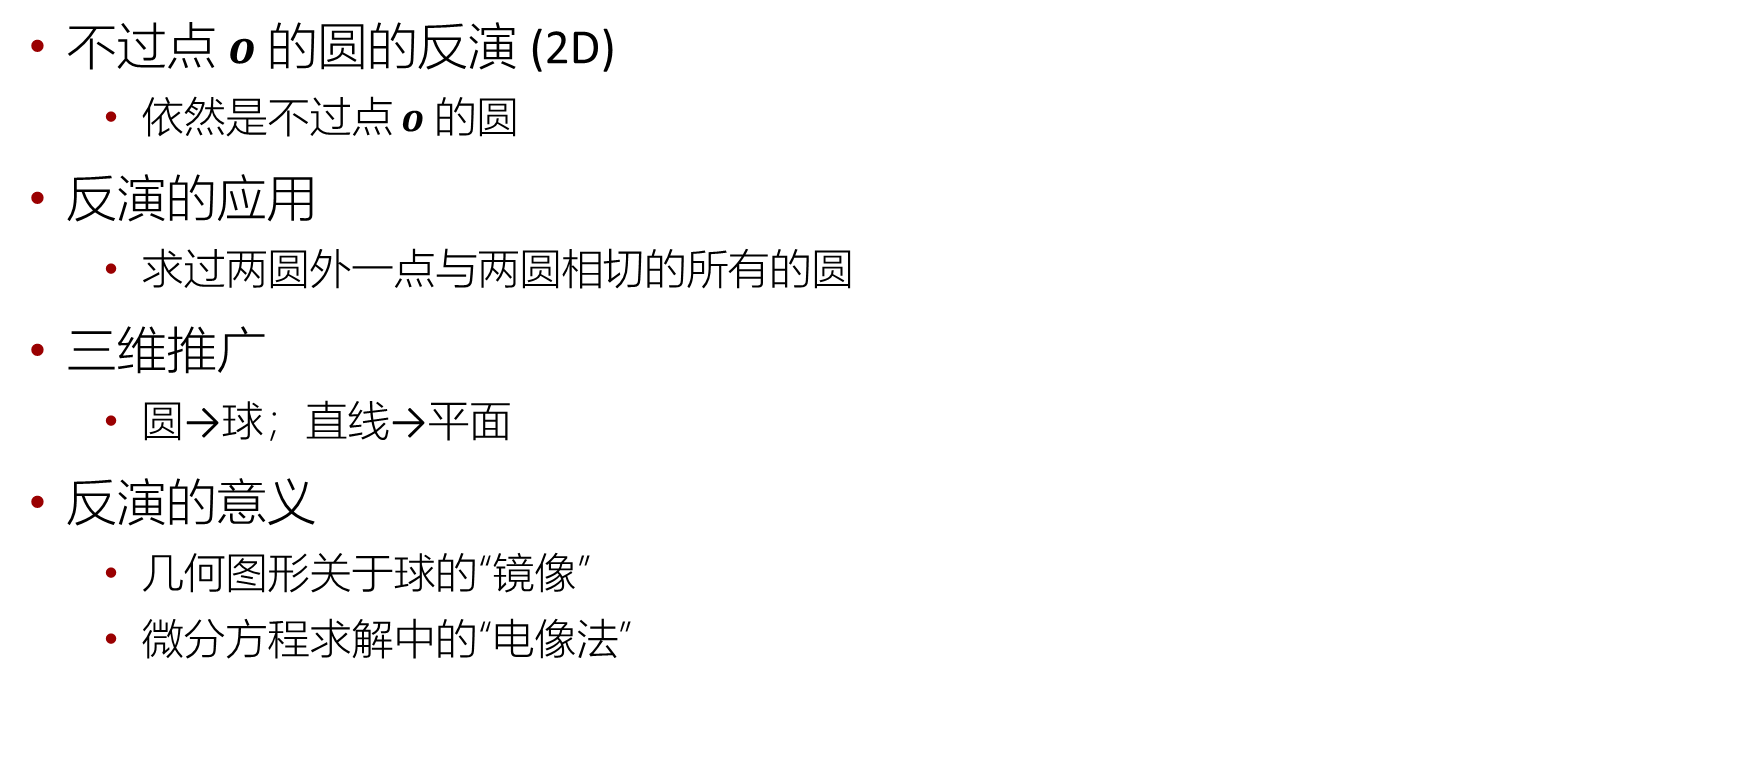 • 不过点 o 的圆的反演 (2D)
• 依然是不过点 o 的圆
• 反演的应用
• 求过两圆外一点与两圆相切的所有的圆
• 三维推广
• 圆→球；直线→平面
• 反演的意义
• 几何图形关于球的“镜像”
• 微分方程求解中的“电像法”